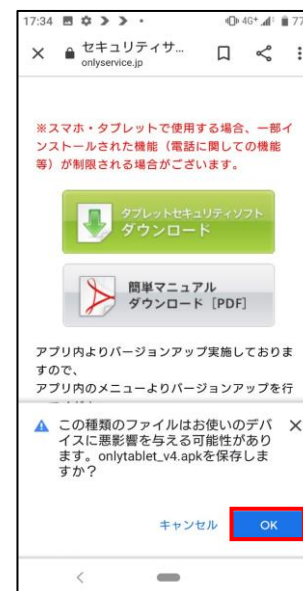 17:34
4G+
77
セキュリティサ...
onlyservice.jp
※スマホ・タブレットで使用する場合、一部イ
ンストールされた機能（電話に関しての機能
等）が制限される場合がございます。
タブレットセキュリティソフト
ダウンロード
簡単マニュアル
ダウンロード［PDF］
アプリ内よりバージョンアップ実施しておりま
すので、
アプリ内のメニューよりバージョンアップを行
この種類のファイルはお使いのデバ
イスに悪影響を与える可能性があり
ます。onlytablet_v4.apkを保存しま
すか？
キャンセル
OK